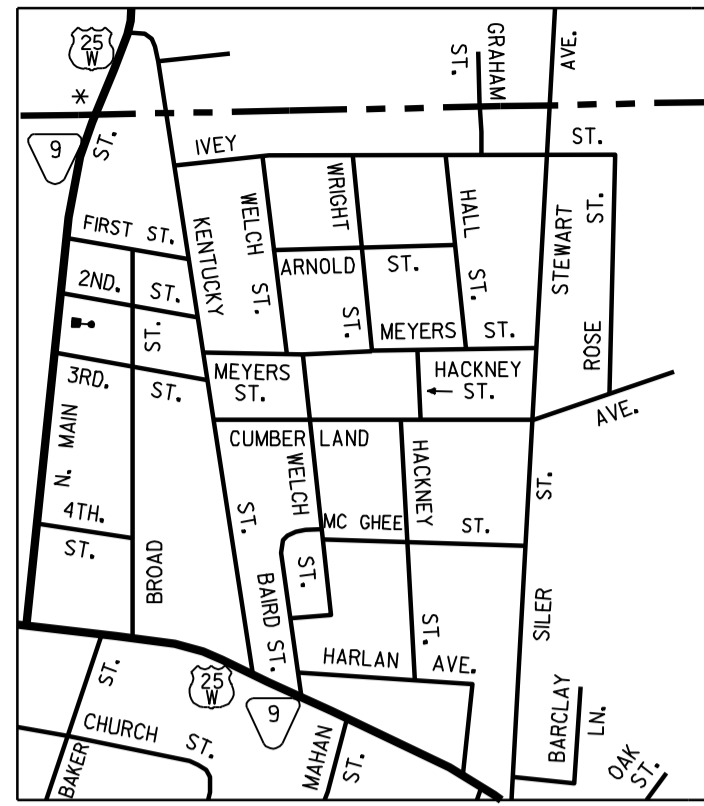 GRAHAM
ST.
AVE.
25
W
*
9
ST.
IVEY
ST.
FIRST ST.
KENTUCKY
WELCH
ST.
WRIGHT
HALL
ST.
STEWART
ST.
ARNOLD ST.
2ND. ST.
ST.
ST.
MEYERS ST.
ROSE
3RD. ST.
MEYERS
ST.
HACKNEY
← ST.
AVE.
N. MAIN
CUMBERLAND
WELCH
HACKNEY
ST.
4TH.
ST.
ST.
MC GHEE ST.
BROAD
BAIRD ST.
ST.
ST.
SILER
HARLAN AVE.
ST.
25
W
9
CHURCH ST.
BAKER
MAHAN
ST.
BARCLAY
LN.
OAK
ST.